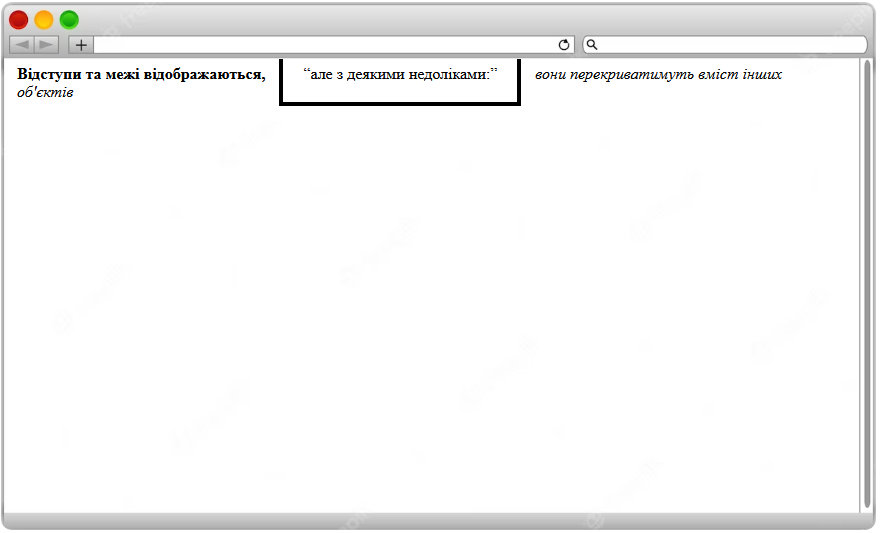 Відступи та межі відображаються, “але з деякими недоліками:” вони перекриватимуть вміст інших
об'єктів